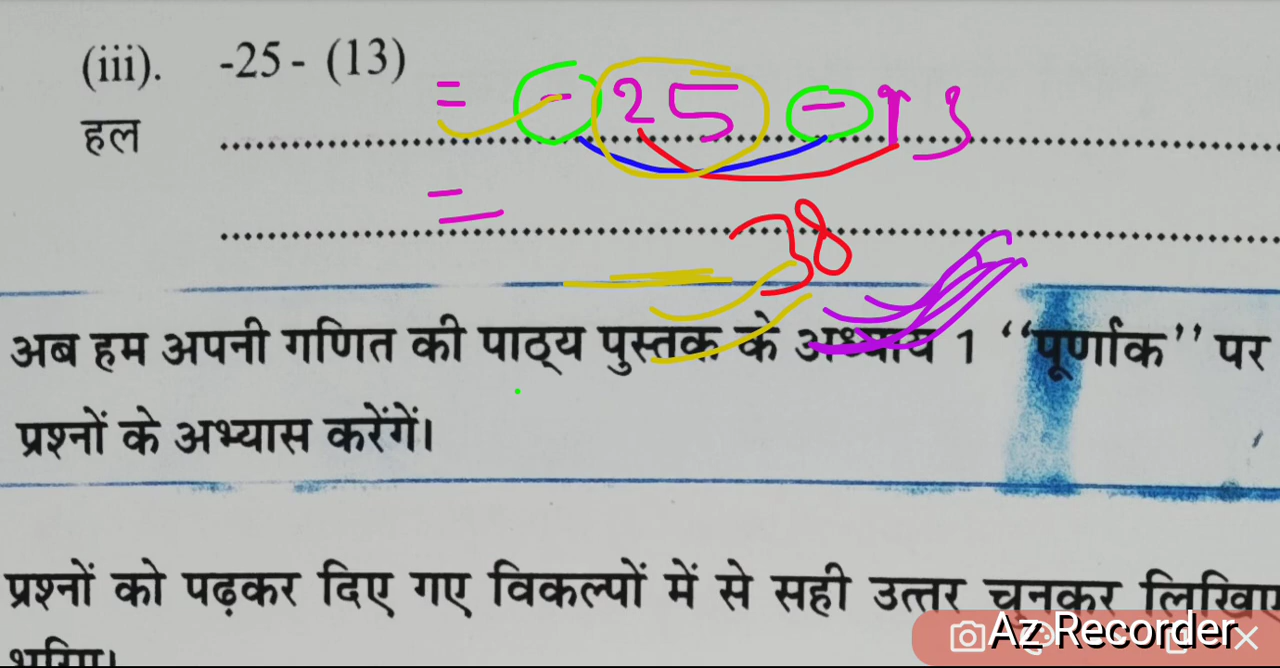 (iii). -25 - (13)
= - 25 - 13
हल
= 38
अब हम अपनी गणित की पाठ्य पुस्तक के अध्याय 1 ‘‘पूर्णांक’’ पर
प्रश्नों के अभ्यास करेंगें।
प्रश्नों को पढ़कर दिए गए विकल्पों में से सही उत्तर चुनकर लिखिए
Az Recorder